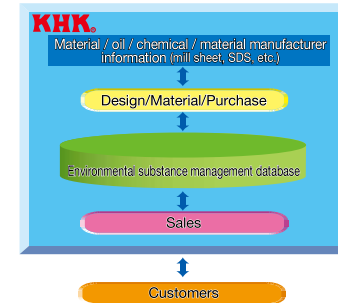 KHK®
Material / oil / chemical / material manufacturer
information (mill sheet, SDS, etc.)
Design/Material/Purchase
Environmental substance management database
Sales
Customers